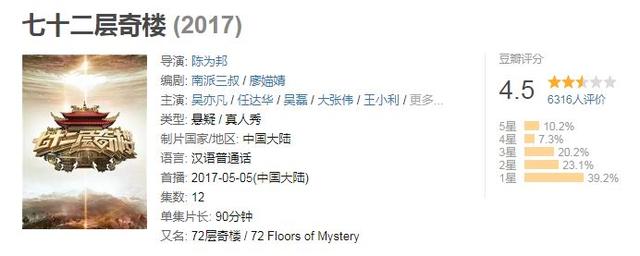 七十二层奇楼 (2017)
七十二层奇楼
导演: 陈为邦
编剧: 南派三叔 / 廖媌婧
主演: 吴亦凡 / 任达华 / 吴磊 / 大张伟 / 王小利 / 更多...
类型: 悬疑 / 真人秀
制片国家/地区: 中国大陆
语言: 汉语普通话
首播: 2017-05-05(中国大陆)
集数: 12
单集片长: 90分钟
又名: 72层奇楼 / 72 Floors of Mystery
豆瓣评分
4.5
6316人评价
5星 10.2%
4星 7.3%
3星 20.2%
2星 23.1%
1星 39.2%